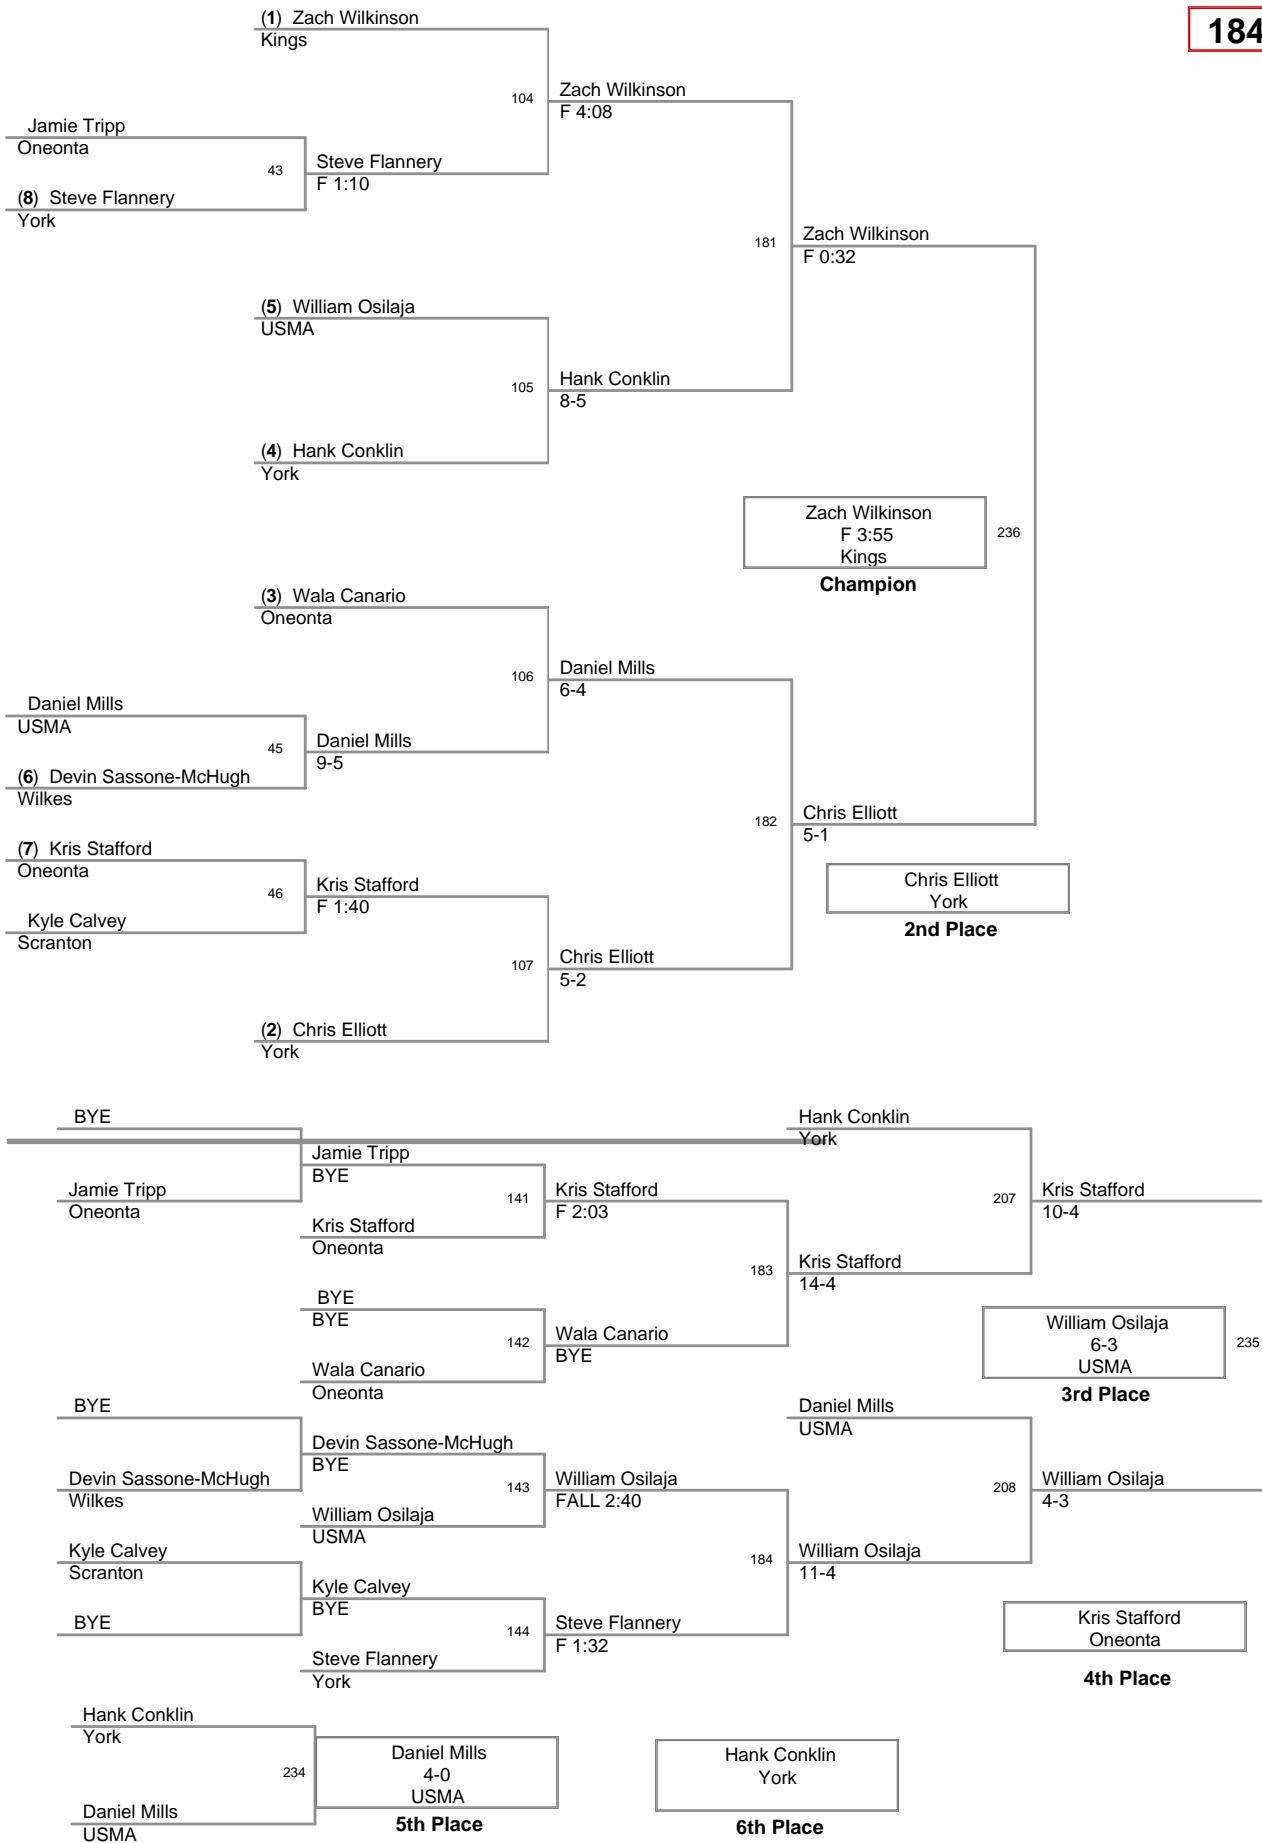 (1) Zach Wilkinson
Kings
184
104
Zach Wilkinson
F 4:08
Jamie Tripp
Oneonta
43
Steve Flannery
F 1:10
(8) Steve Flannery
York
181
Zach Wilkinson
F 0:32
(5) William Osilaja
USMA
105
Hank Conklin
8-5
(4) Hank Conklin
York
Zach Wilkinson
F 3:55
Kings
236
Champion
(3) Wala Canario
Oneonta
106
Daniel Mills
6-4
Daniel Mills
USMA
45
Daniel Mills
9-5
(6) Devin Sassone-McHugh
Wilkes
182
Chris Elliott
5-1
(7) Kris Stafford
Oneonta
46
Kris Stafford
F 1:40
Kyle Calvey
Scranton
Chris Elliott
York
2nd Place
107
Chris Elliott
5-2
(2) Chris Elliott
York
BYE
Hank Conklin
York
Jamie Tripp
BYE
Jamie Tripp
Oneonta
141
Kris Stafford
F 2:03
207
Kris Stafford
10-4
Kris Stafford
Oneonta
183
Kris Stafford
14-4
BYE
BYE
142
Wala Canario
BYE
William Osilaja
6-3
USMA
235
3rd Place
Wala Canario
Oneonta
BYE
Daniel Mills
USMA
Devin Sassone-McHugh
BYE
Devin Sassone-McHugh
Wilkes
143
William Osilaja
FALL 2:40
208
William Osilaja
4-3
William Osilaja
USMA
Kyle Calvey
Scranton
184
William Osilaja
11-4
Kyle Calvey
BYE
BYE
144
Steve Flannery
F 1:32
Kris Stafford
Oneonta
4th Place
Steve Flannery
York
Hank Conklin
York
234
Daniel Mills
4-0
USMA
5th Place
Hank Conklin
York
6th Place
Daniel Mills
USMA